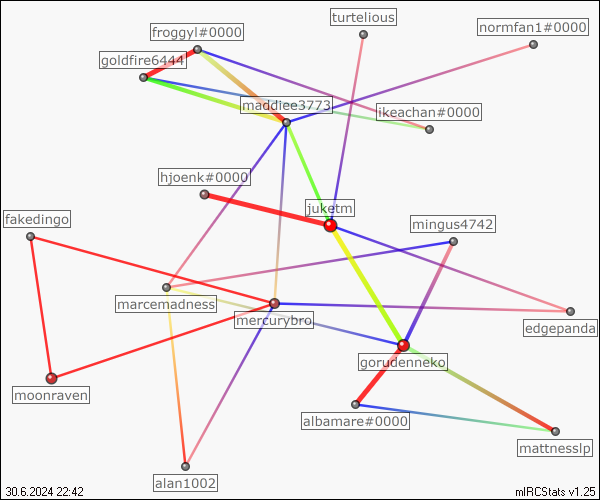 turtelious
normfan1#0000
froggyl#0000
goldfire6444
maddiee3773
ikeachan#0000
hjoenk#0000
juketm
fakedingo
mingus4742
marcemadness
mercurybro
edgepanda
gorudenneko
moonraven
albamare#0000
mattnesslp
alan1002
30.6.2024 22:42
mIRCStats v1.25